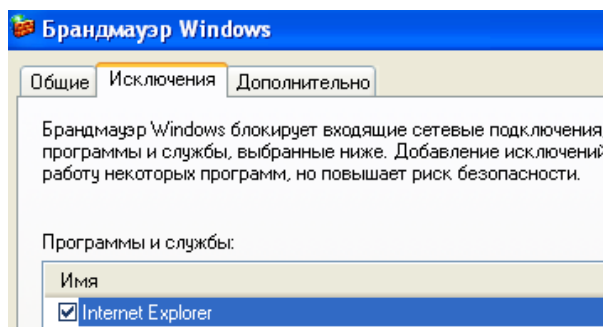 Брандмауэр Windows
Общие Исключения Дополнительно
Брандмауэр Windows блокирует входящие сетевые подключения
программы и службы, выбранные ниже. Добавление исключений
работу некоторых программ, но повышает риск безопасности.
Программы и службы:
Имя
Internet Explorer